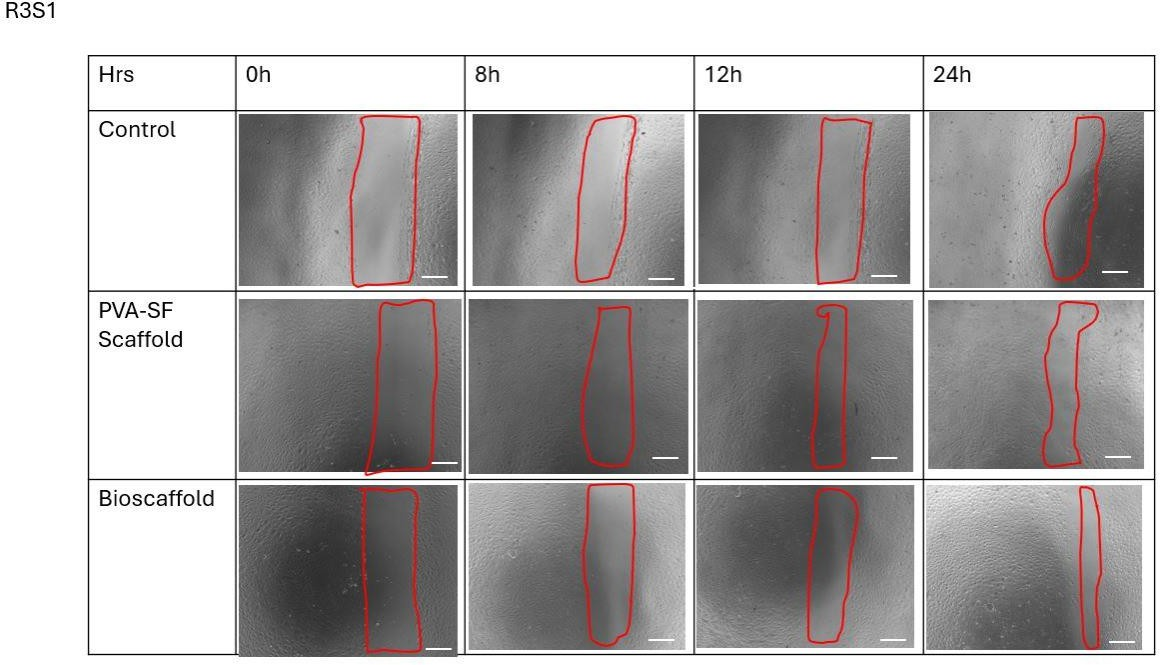 R3S1
Hrs
0h
8h
12h
24h
Control
PVA-SF
Scaffold
Bioscaffold